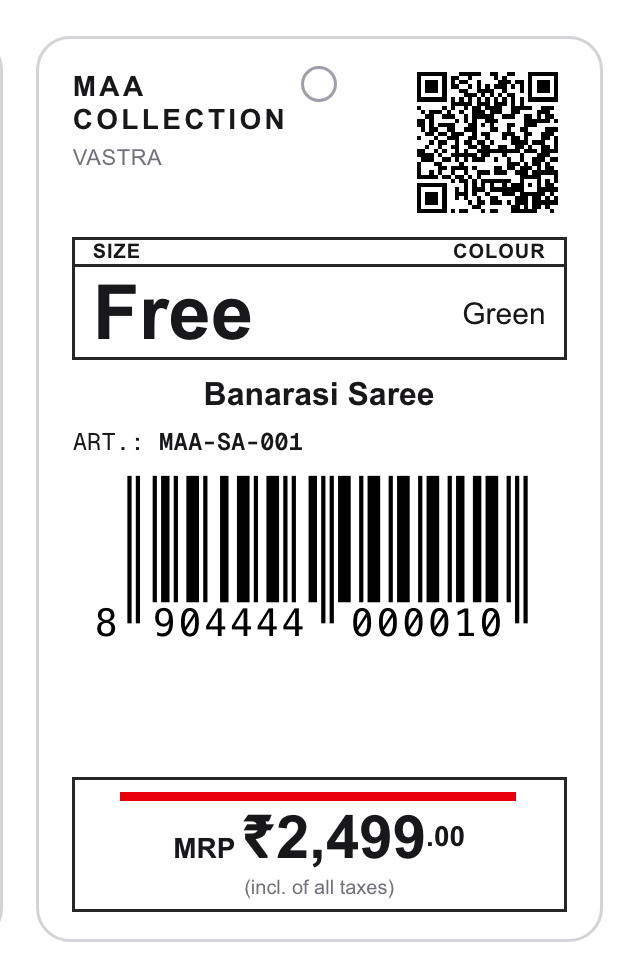 MAA
COLLECTION
VASTRA
SIZE COLOUR
Free Green
Banarasi Saree
ART.: MAA-SA-001
8 904444 000010
MRP ₹2,499.00
(incl. of all taxes)